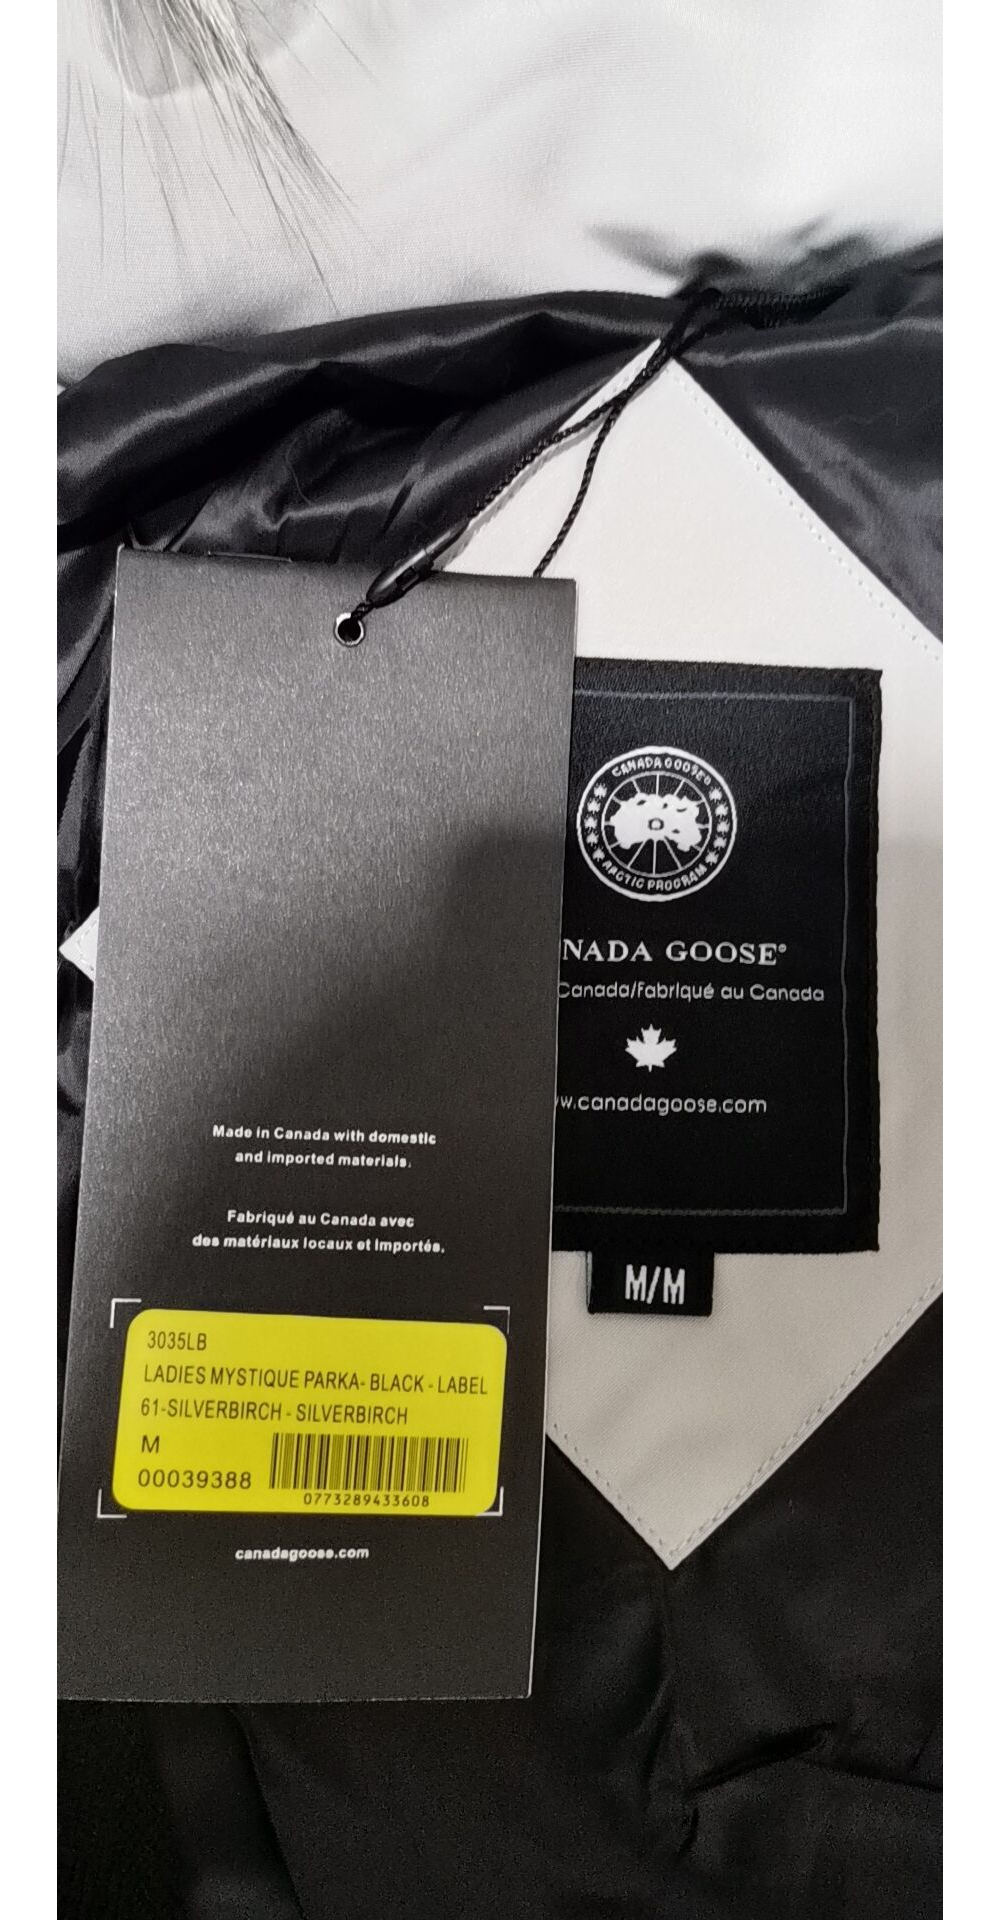 CANADA GOOSE®
ARCTIC PROGRAM
NADA GOOSE®
Canada/Fabriqué au Canada
w.canadagoose.com
M/M
Made in Canada with domestic
and imported materials.
Fabriqué au Canada avec
des matériaux locaux et importés.
3035LB
LADIES MYSTIQUE PARKA- BLACK - LABEL
61-SILVERBIRCH - SILVERBIRCH
M
00039388
0773289433608
canadagoose.com